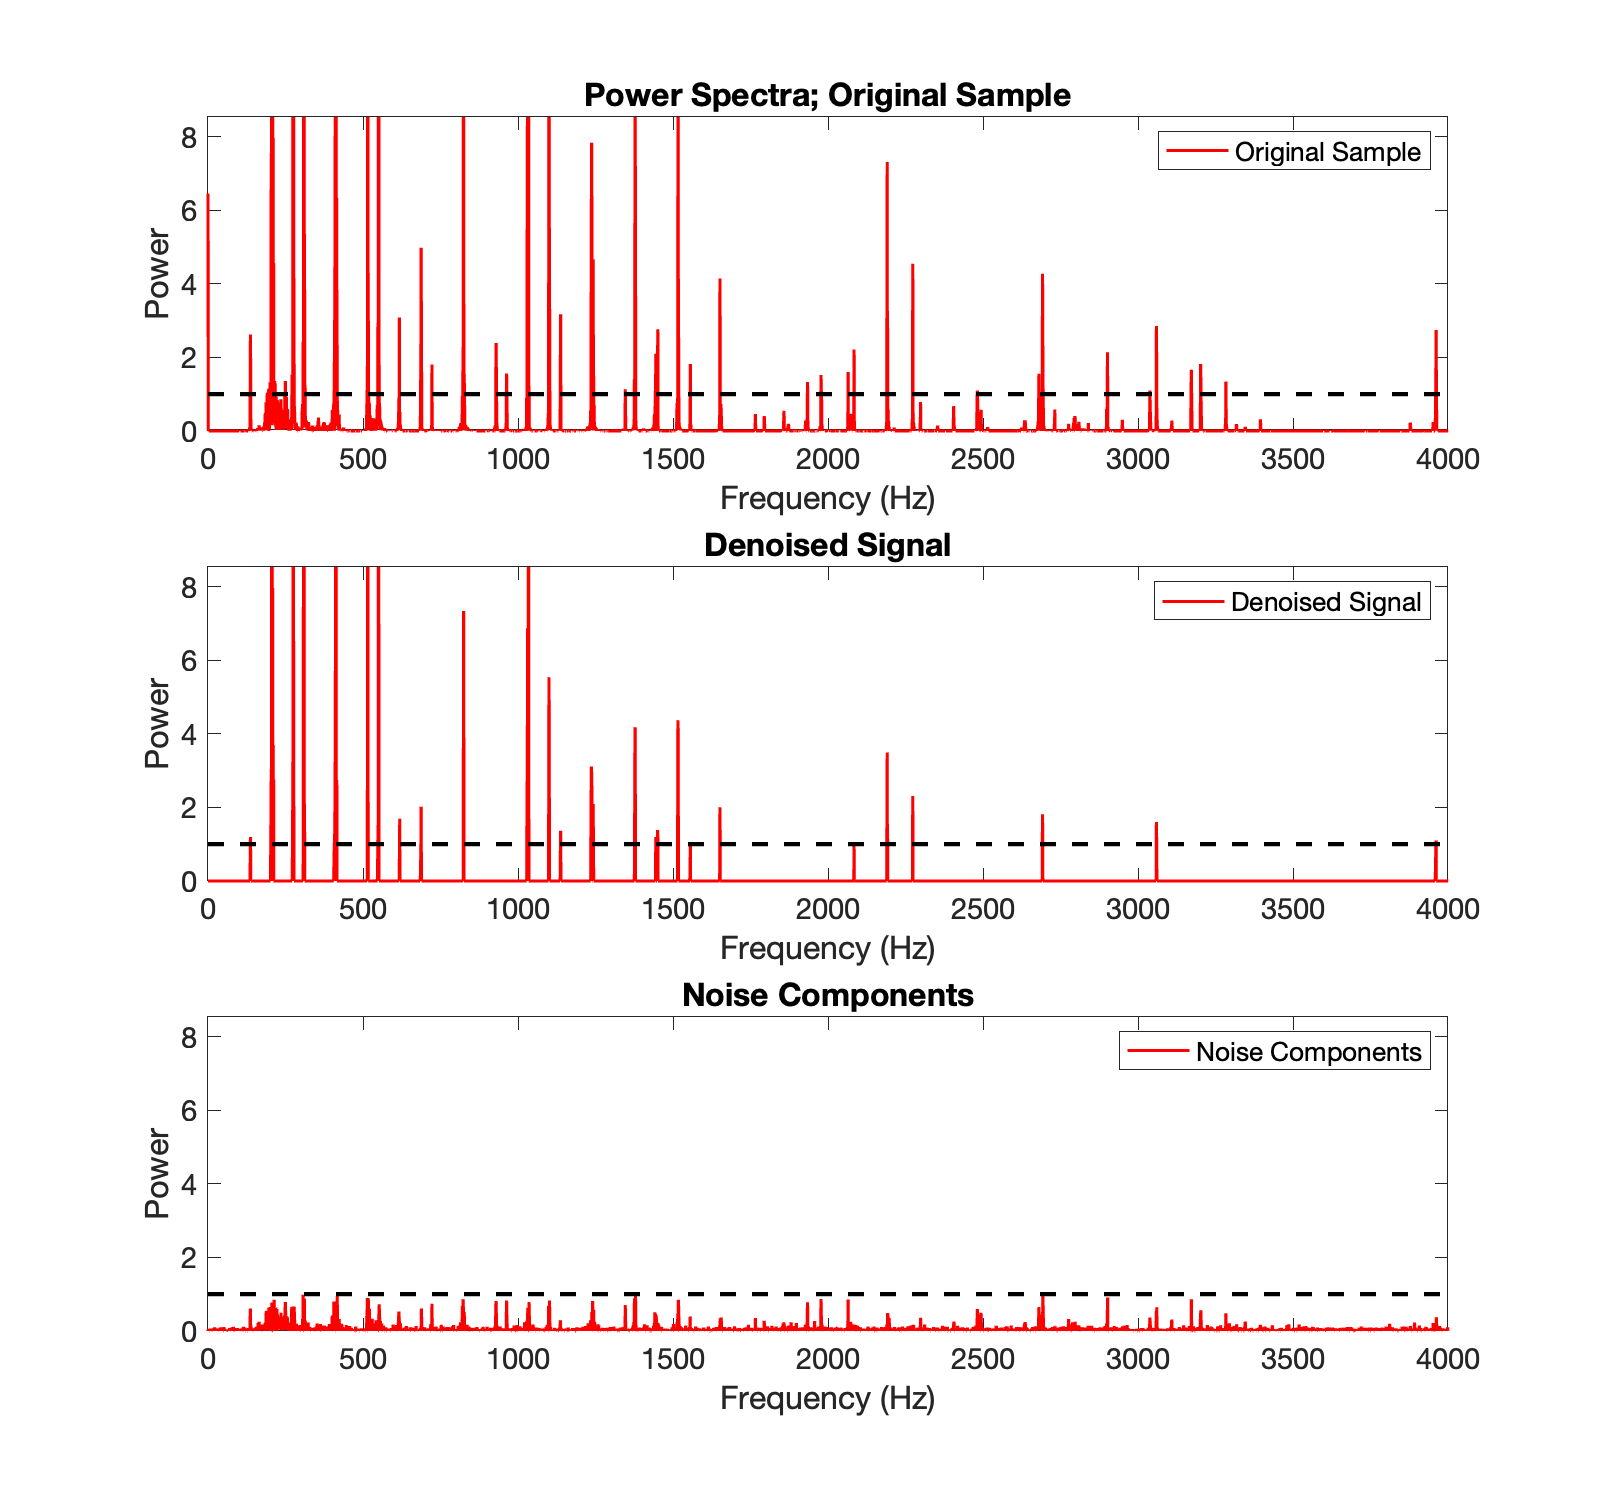 Power Spectra; Original Sample
Original Sample
Power
8
6
4
2
0
0 500 1000 1500 2000 2500 3000 3500 4000
Frequency (Hz)
Denoised Signal
Denoised Signal
Power
8
6
4
2
0
0 500 1000 1500 2000 2500 3000 3500 4000
Frequency (Hz)
Noise Components
Noise Components
Power
8
6
4
2
0
0 500 1000 1500 2000 2500 3000 3500 4000
Frequency (Hz)